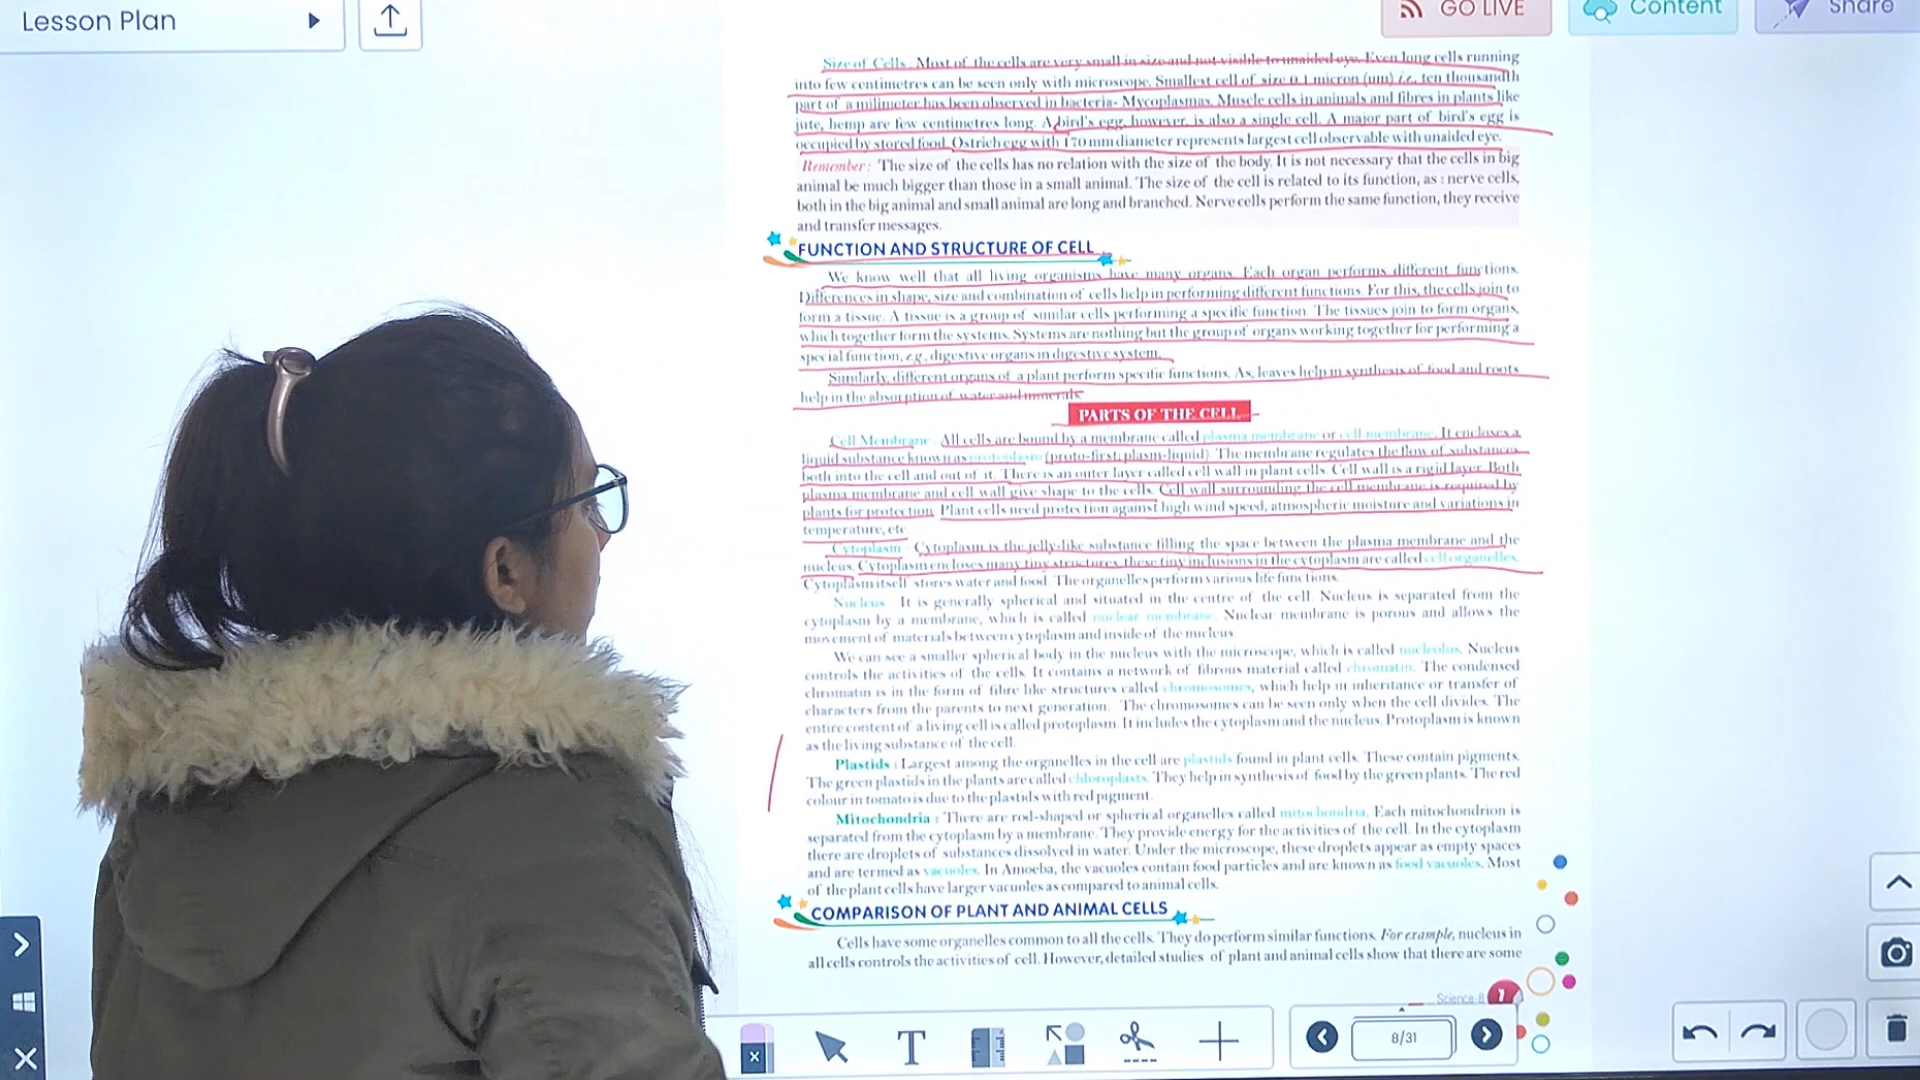 Lesson Plan
GO LIVE
Content
Share
Size of Cells : Most of the cells are very small in size and not visible to unaided eye. Even long cells running
into few centimetres can be seen only with microscope. Smallest cell of size 0.1 micron (um) i.e. ten thousandth
part of a milimeter has been observed in bacteria- Mycoplasmas. Muscle cells in animals and fibres in plants like
jute, hemp are few centimetres long. A bird's egg, however, is also a single cell. A major part of bird's egg is
occupied by stored food. Ostrich egg with 170 mm diameter represents largest cell observable with unaided eye.
Remember : The size of the cells has no relation with the size of the body. It is not necessary that the cells in big
animal be much bigger than those in a small animal. The size of the cell is related to its function, as : nerve cells,
both in the big animal and small animal are long and branched. Nerve cells perform the same function, they receive
and transfer messages.
FUNCTION AND STRUCTURE OF CELL
We know well that all living organisms have many organs. Each organ performs different functions.
Differences in shape, size and combination of cells help in performing different functions. For this, the cells join to
form a tissue. A tissue is a group of similar cells performing a specific function. The tissues join to form organs,
which together form the systems. Systems are nothing but the group of organs working together for performing a
special function, e.g., digestive organs in digestive system.
Similarly, different organs of a plant perform specific functions. As, leaves help in synthesis of food and roots
help in the absorption of water and minerals.
PARTS OF THE CELL
Cell Membrane : All cells are bound by a membrane called plasma membrane or cell membrane. It encloses a
liquid substance known as protoplasm (proto-first; plasm-liquid). The membrane regulates the flow of substances
both into the cell and out of it. There is an outer layer called cell wall in plant cells. Cell wall is a rigid layer. Both
plasma membrane and cell wall give shape to the cells. Cell wall surrounding the cell membrane is required by
plants for protection. Plant cells need protection against high wind speed, atmospheric moisture and variations in
temperature, etc.
Cytoplasm : Cytoplasm is the jelly-like substance filling the space between the plasma membrane and the
nucleus. Cytoplasm encloses many tiny structures, these tiny inclusions in the cytoplasm are called cell organelles.
Cytoplasm itself stores water and food. The organelles perform various life functions.
Nucleus : It is generally spherical and situated in the centre of the cell. Nucleus is separated from the
cytoplasm by a membrane, which is called nuclear membrane. Nuclear membrane is porous and allows the
movement of materials between cytoplasm and inside of the nucleus.
We can see a smaller spherical body in the nucleus with the microscope, which is called nucleolus. Nucleus
controls the activities of the cells. It contains a network of fibrous material called chromatin. The condensed
chromatin is in the form of fibre like structures called chromosomes, which help in inheritance or transfer of
characters from the parents to next generation. The chromosomes can be seen only when the cell divides. The
entire content of a living cell is called protoplasm. It includes the cytoplasm and the nucleus. Protoplasm is known
as the living substance of the cell.
Plastids : Largest among the organelles in the cell are plastids found in plant cells. These contain pigments.
The green plastids in the plants are called chloroplasts. They help in synthesis of food by the green plants. The red
colour in tomato is due to the plastids with red pigment.
Mitochondria : There are rod-shaped or spherical organelles called mitochondria. Each mitochondrion is
separated from the cytoplasm by a membrane. They provide energy for the activities of the cell. In the cytoplasm
there are droplets of substances dissolved in water. Under the microscope, these droplets appear as empty spaces
and are termed as vacuoles. In Amoeba, the vacuoles contain food particles and are known as food vacuoles. Most
of the plant cells have larger vacuoles as compared to animal cells.
COMPARISON OF PLANT AND ANIMAL CELLS
Cells have some organelles common to all the cells. They do perform similar functions. For example, nucleus in
all cells controls the activities of cell. However, detailed studies of plant and animal cells show that there are some
Science-8 7
T
8/31